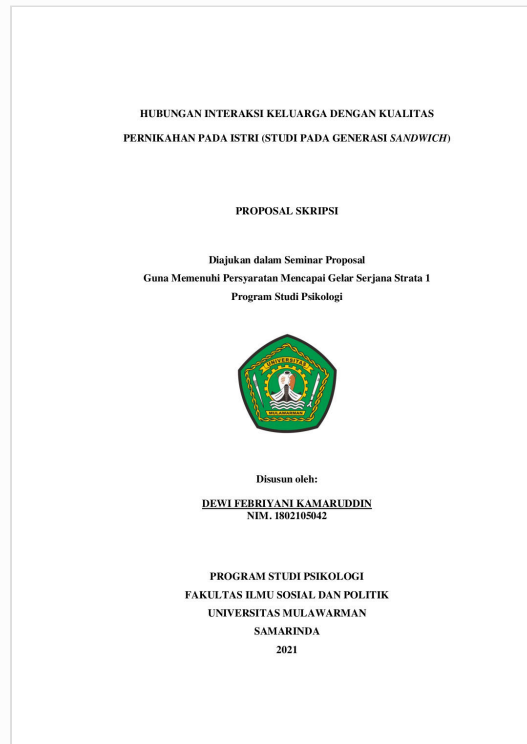 HUBUNGAN INTERAKSI KELUARGA DENGAN KUALITAS
PERNIKAHAN PADA ISTRI (STUDI PADA GENERASI SANDWICH)
PROPOSAL SKRIPSI
Diajukan dalam Seminar Proposal
Guna Memenuhi Persyaratan Mencapai Gelar Serjana Strata 1
Program Studi Psikologi
UNIVERSITAS
MULAWARMAN
Disusun oleh:
DEWI FEBRIYANI KAMARUDDIN
NIM. 1802105042
PROGRAM STUDI PSIKOLOGI
FAKULTAS ILMU SOSIAL DAN POLITIK
UNIVERSITAS MULAWARMAN
SAMARINDA
2021